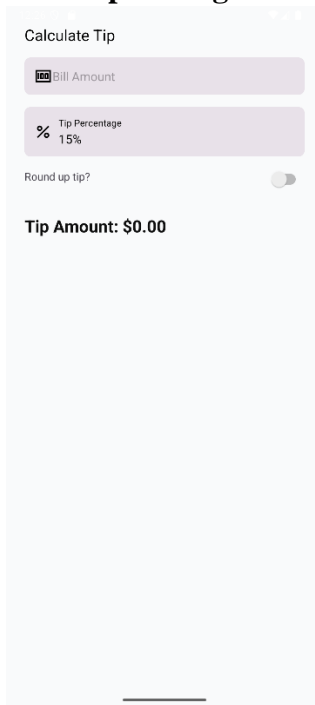 Calculate Tip
Bill Amount
Tip Percentage
15%
Round up tip?
Tip Amount: $0.00